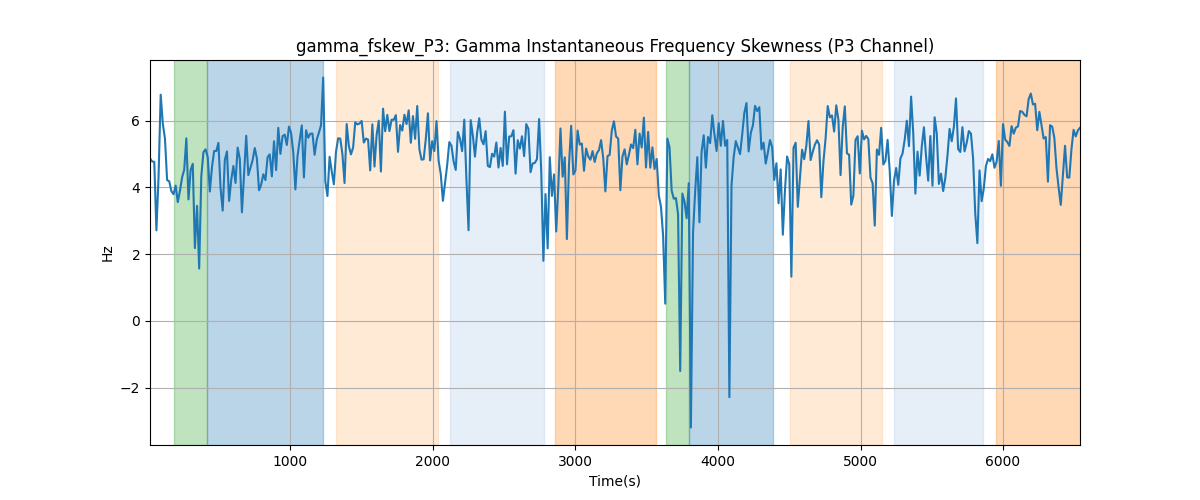 gamma_fskew_P3: Gamma Instantaneous Frequency Skewness (P3 Channel)
Hz
6
4
2
0
−2
1000 2000 3000 4000 5000 6000
Time(s)